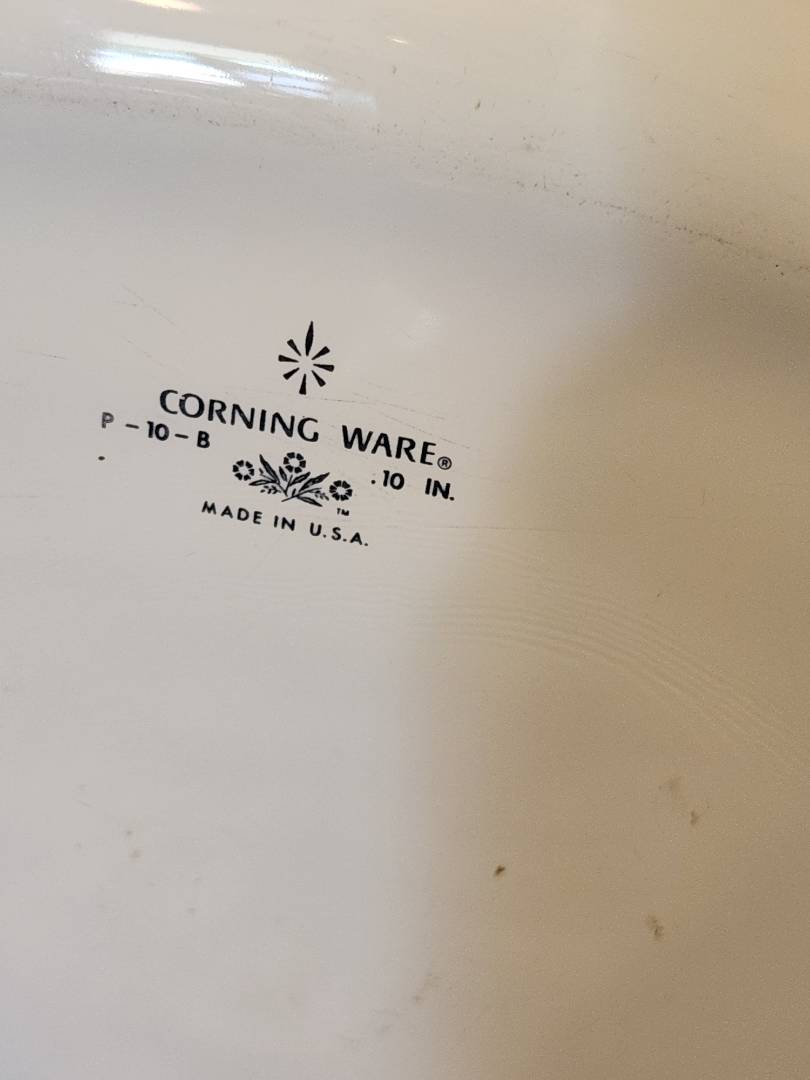 CORNING WARE®
P-10-B .10 IN.
TM
MADE IN U.S.A.